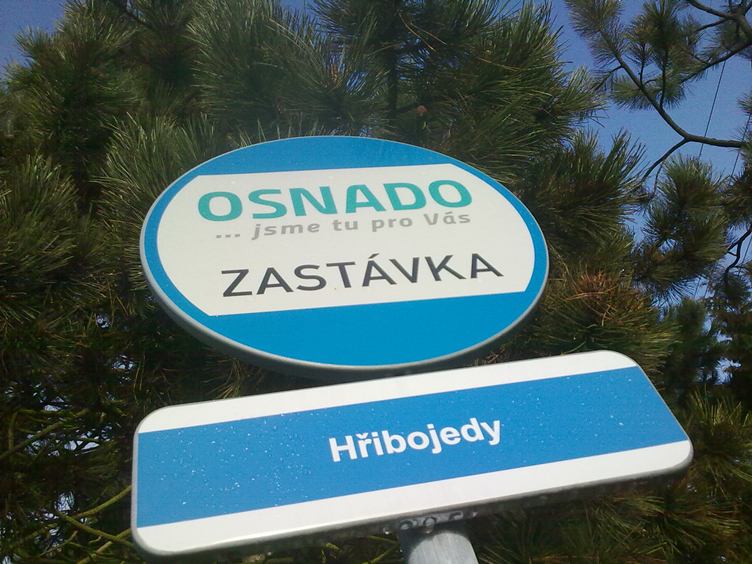 OSNADO
... jsme tu pro Vás
ZASTÁVKA
Hřibojedy